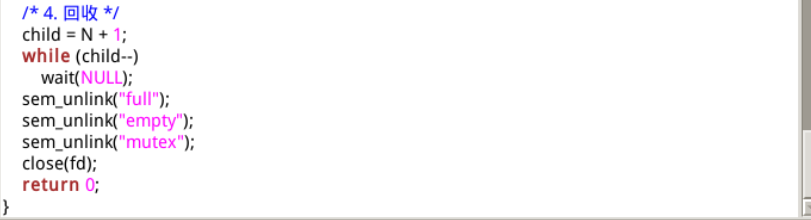 /* 4. 回收 */
child = N + 1;
while (child--)
wait(NULL);
sem_unlink("full");
sem_unlink("empty");
sem_unlink("mutex");
close(fd);
return 0;
}